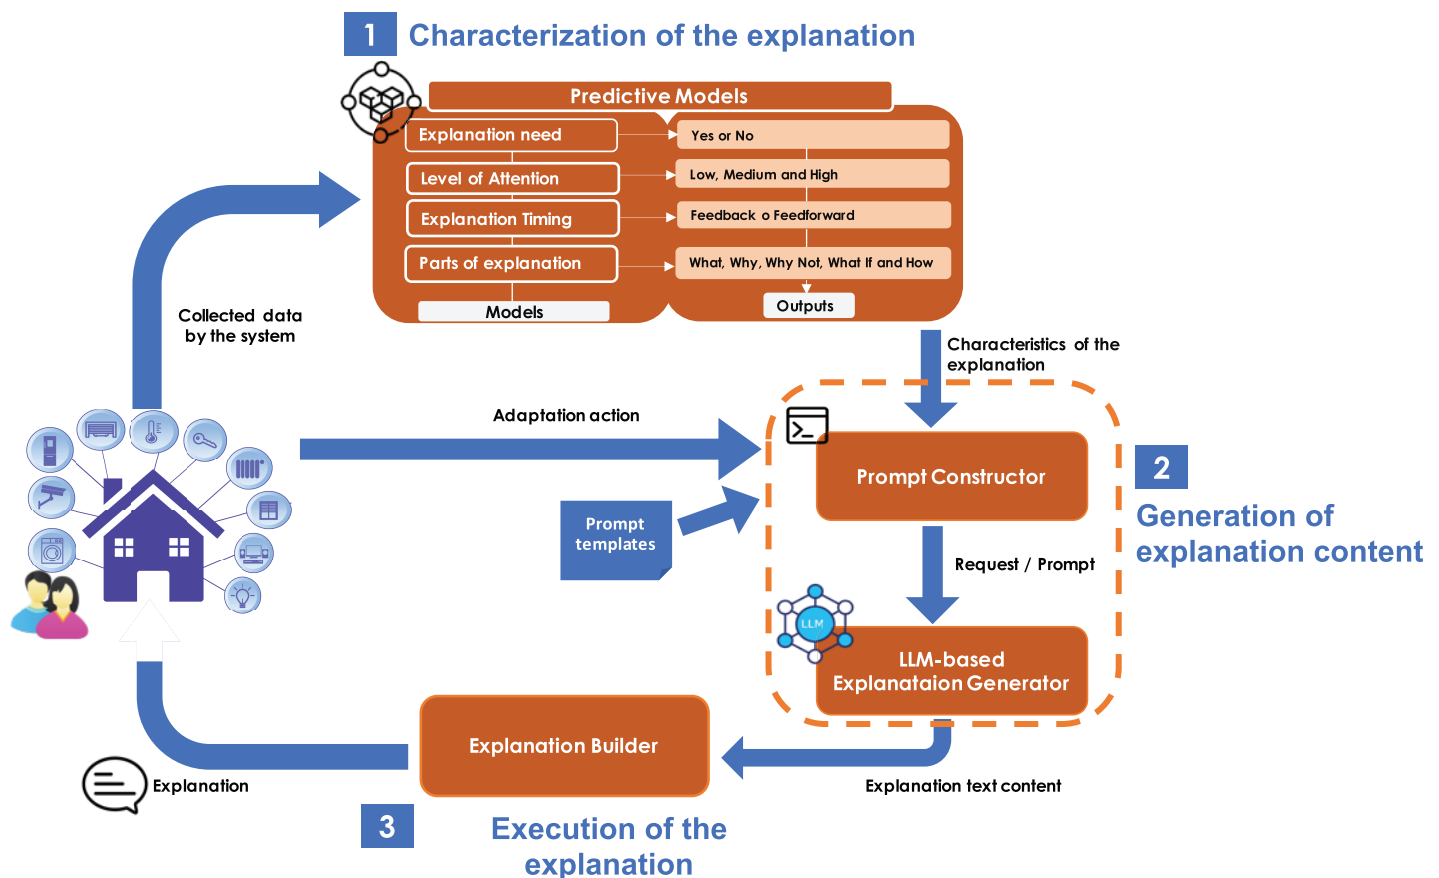 1 Characterization of the explanation
Predictive Models
Explanation need
Yes or No
Level of Attention
Low, Medium and High
Explanation Timing
Feedback o Feedforward
Parts of explanation
What, Why, Why Not, What If and How
Models
Outputs
Collected data
by the system
Characteristics of the
explanation
Adaptation action
Prompt
templates
Prompt Constructor
2
Generation of
explanation content
Request / Prompt
LLM
LLM-based
Explanataion Generator
Explanation text content
Explanation Builder
Explanation
3
Execution of the
explanation